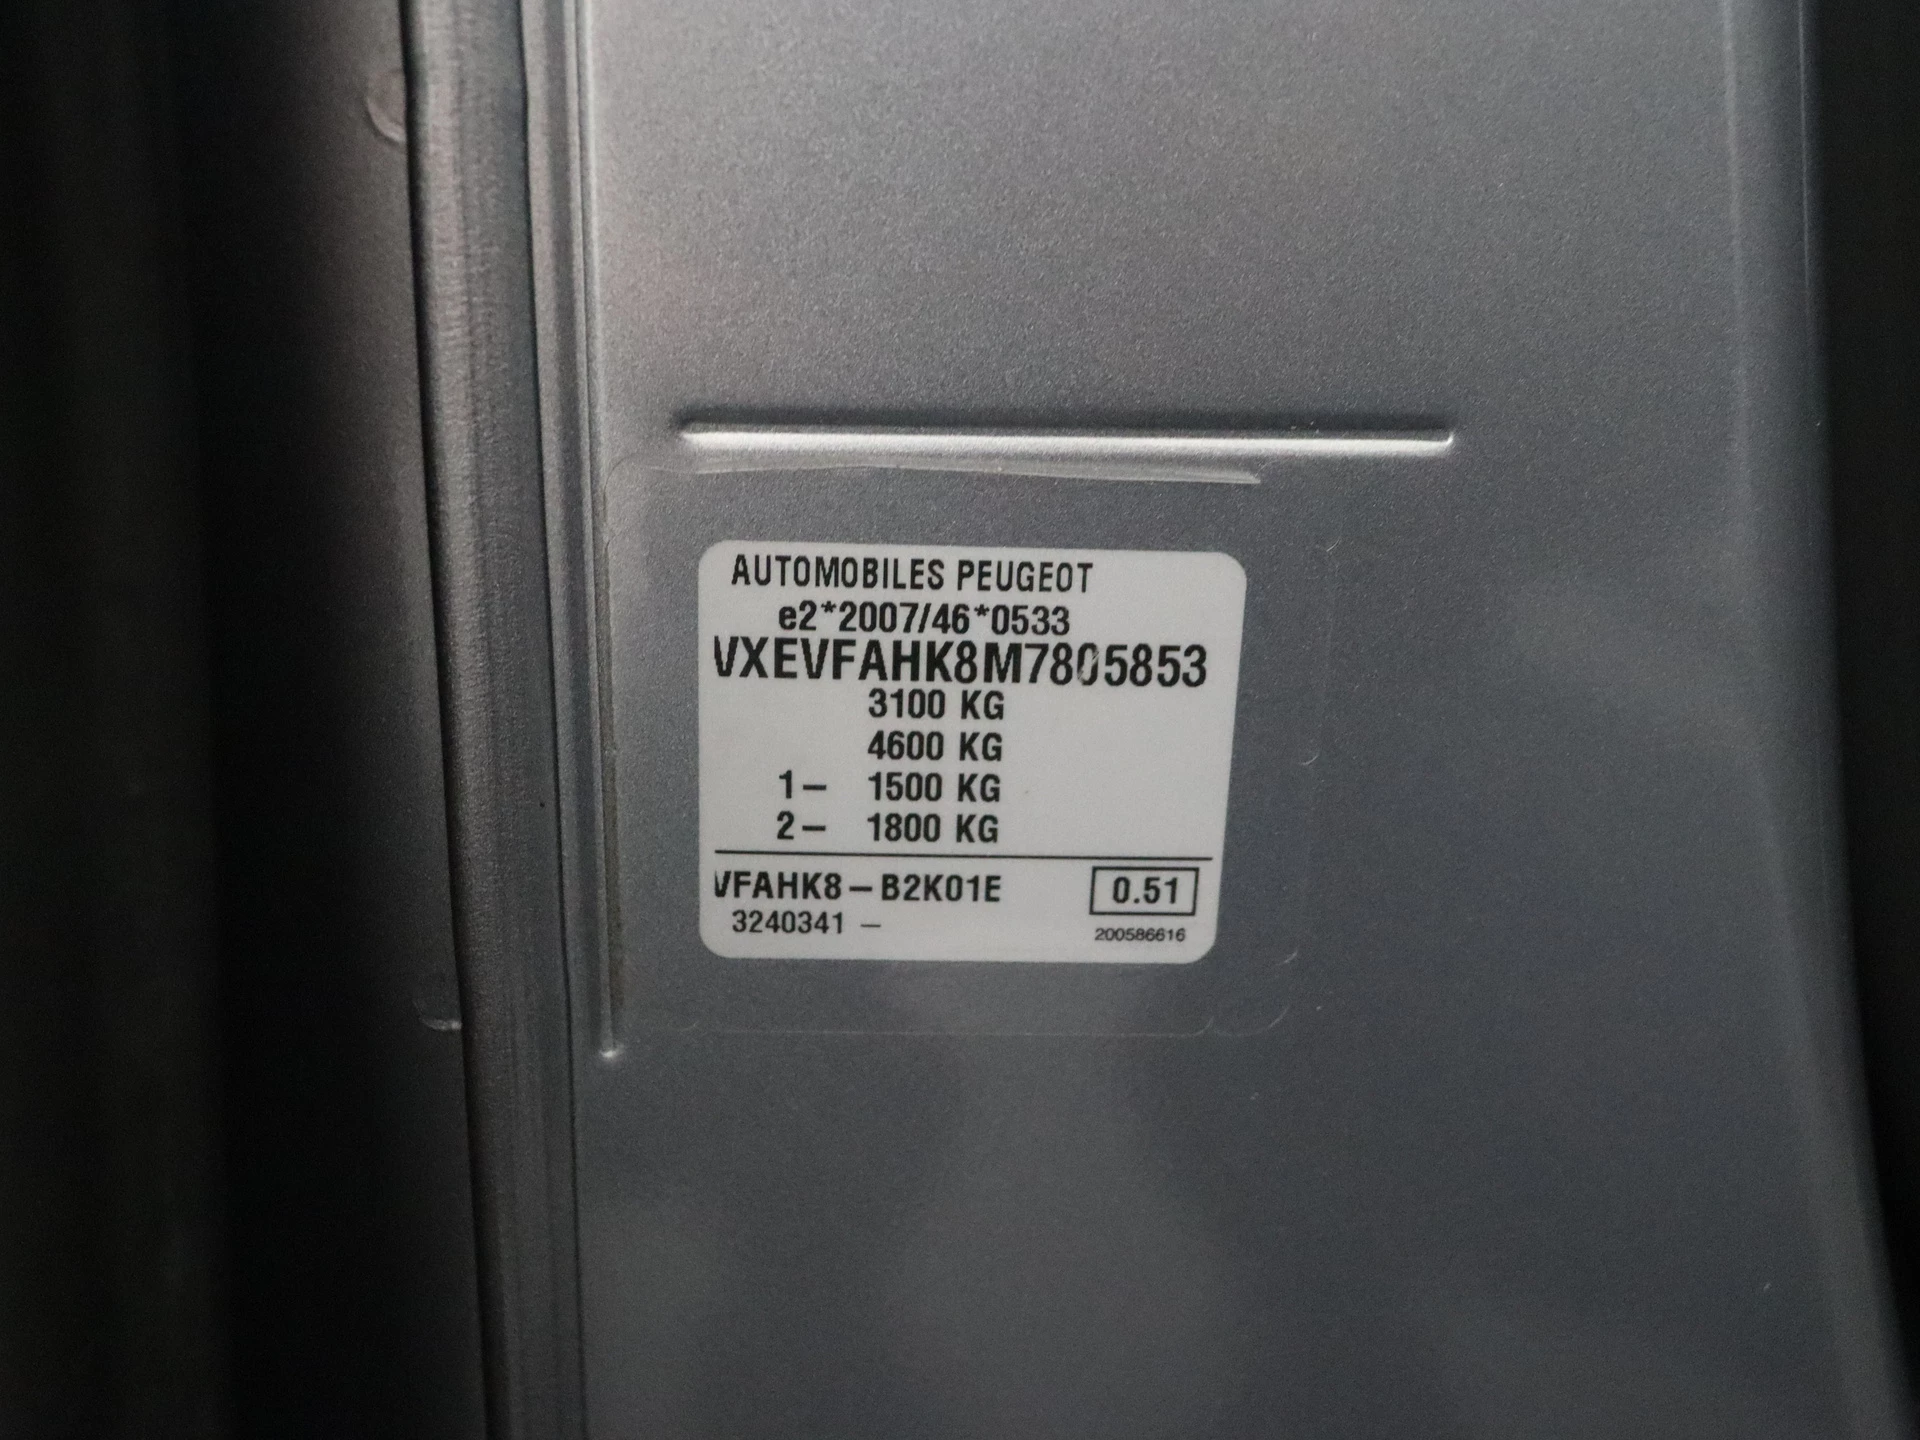 AUTOMOBILES PEUGEOT
e2*2007/46*0533
VXEVFAHK8M7805853
3100 KG
4600 KG
1- 1500 KG
2- 1800 KG
VFAHK8-B2K01E 0.51
3240341 - 200586616